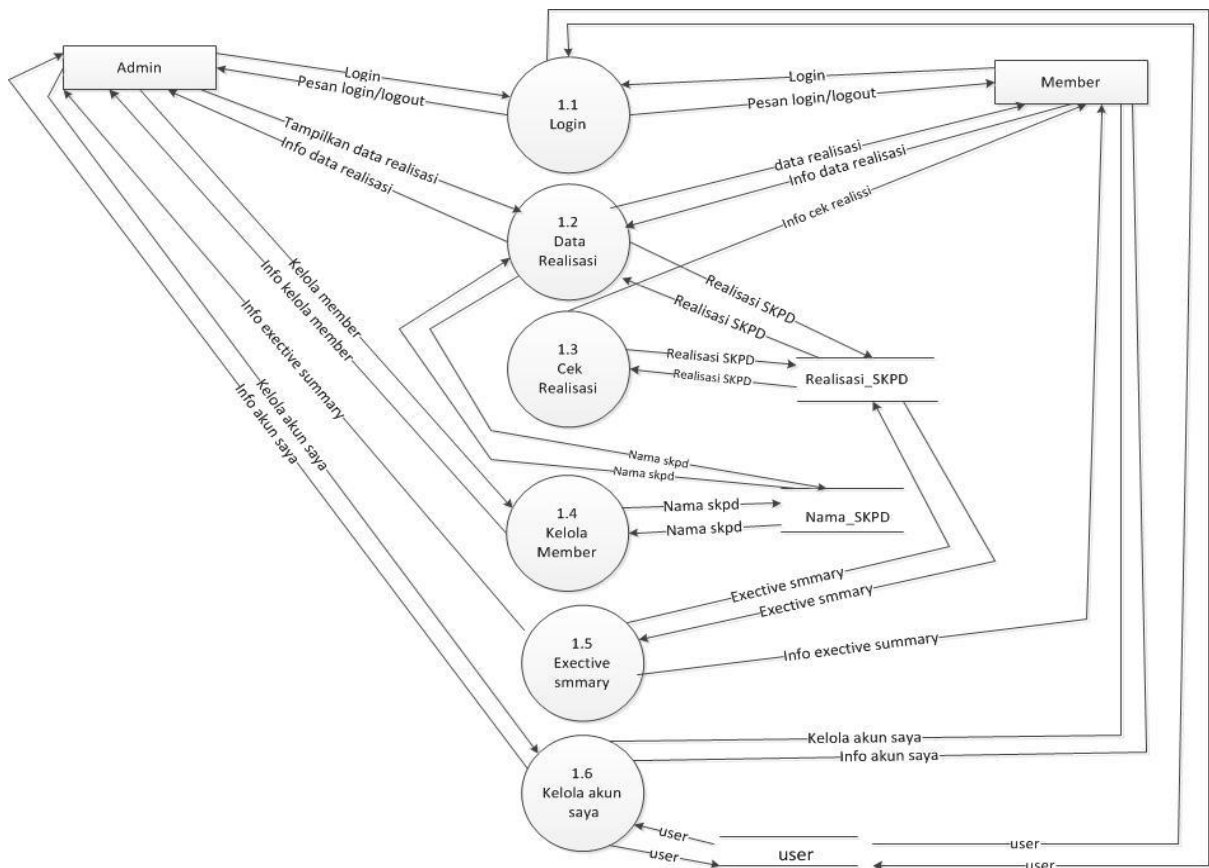 Admin
Login
Pesan login/logout
1.1
Login
Login
Pesan login/logout
Member
Tampilkan data realisasi
Info data realisasi
data realisasi
Info data realisasi
Info cek realissi
1.2
Data
Realisasi
Kelola member
Info kelola member
Info exective summary
Kelola akun saya
Info akun saya
Realisasi SKPD
Realisasi SKPD
1.3
Cek
Realisasi
Realisasi SKPD
Realisasi SKPD
Realisasi_SKPD
Nama skpd
Nama skpd
1.4
Kelola
Member
Nama skpd
Nama skpd
Nama_SKPD
Exective smmary
Exective smmary
1.5
Exective
smmary
Info exective summary
1.6
Kelola akun
saya
Kelola akun saya
Info akun saya
user
user
user
user
user